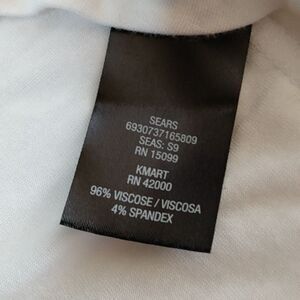 SEARS
6930737165809
SEAS: S9
RN 15099
KMART
RN 42000
96% VISCOSE / VISCOSA
4% SPANDEX